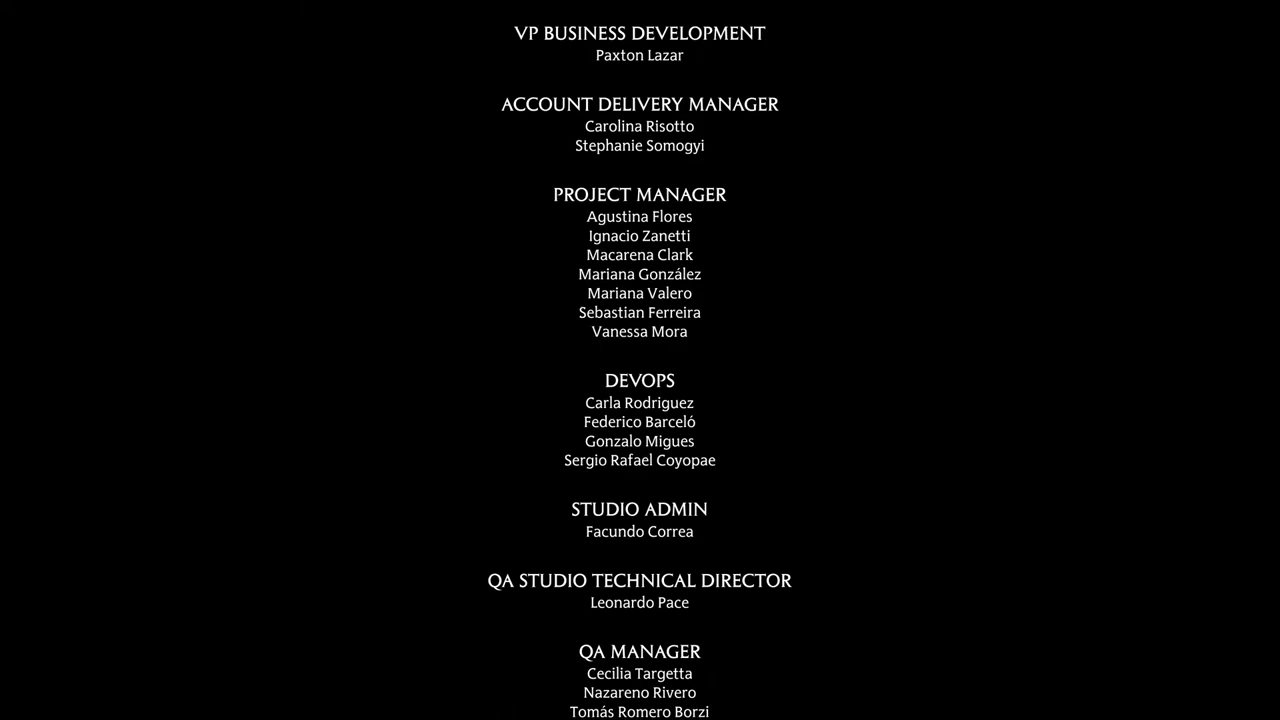 VP BUSINESS DEVELOPMENT
Paxton Lazar
ACCOUNT DELIVERY MANAGER
Carolina Risotto
Stephanie Somogyi
PROJECT MANAGER
Agustina Flores
Ignacio Zanetti
Macarena Clark
Mariana González
Mariana Valero
Sebastian Ferreira
Vanessa Mora
DEVOPS
Carla Rodriguez
Federico Barceló
Gonzalo Migues
Sergio Rafael Coyopae
STUDIO ADMIN
Facundo Correa
QA STUDIO TECHNICAL DIRECTOR
Leonardo Pace
QA MANAGER
Cecilia Targetta
Nazareno Rivero
Tomás Romero Borzi